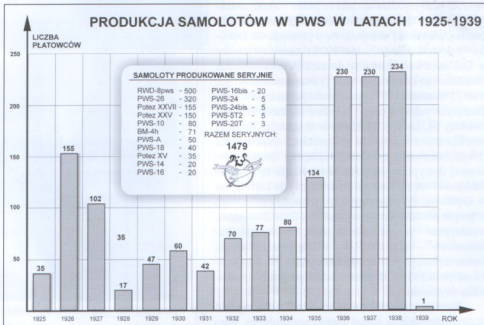 PRODUKCJA SAMOLOTÓW W PWS W LATACH 1925-1939
LICZBA
PŁATOWCÓW
250
200
150
100
50
SAMOLOTY PRODUKOWANE SERYJNIE
RWD-8pws - 500
PWS-26 - 320
Potez XXVII - 155
Potez XXV - 150
PWS-10 - 80
BM-4h - 71
PWS-A - 50
PWS-18 - 40
Potez XV - 35
PWS-14 - 20
PWS-16 - 20
PWS-16bis - 20
PWS-24 - 5
PWS-24bis - 5
PWS-5T2 - 5
PWS-20T - 3
RAZEM SERYJNYCH:
1479
35
155
102
35
17
47
60
42
70
77
80
134
230
230
234
1
1925 1926 1927 1928 1929 1930 1931 1932 1933 1934 1935 1936 1937 1938 1939 ROK